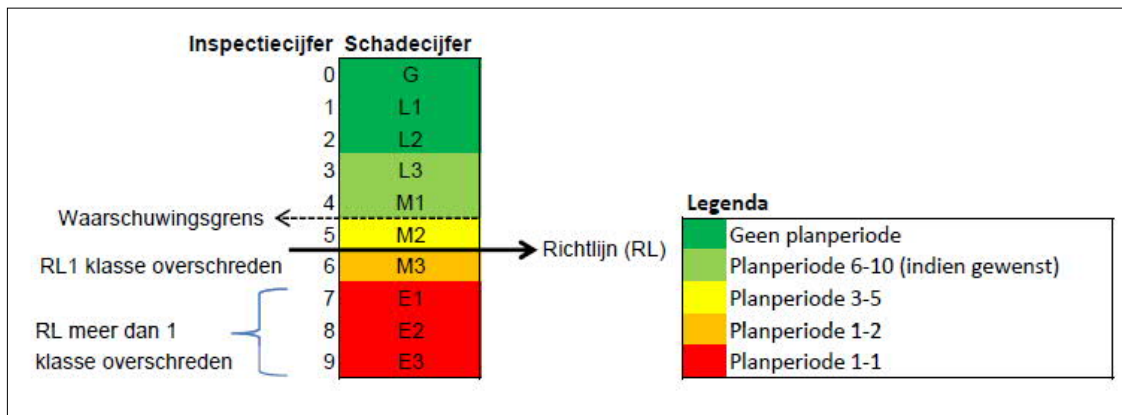 Inspectiecijfer Schadecijfer
0 G
1 L1
2 L2
3 L3
4 M1
Waarschuwingsgrens
5 M2
Richtlijn (RL)
RL1 klasse overschreden 6 M3
7 E1
RL meer dan 1
klasse overschreden
8 E2
9 E3
Legenda
Geen planperiode
Planperiode 6-10 (indien gewenst)
Planperiode 3-5
Planperiode 1-2
Planperiode 1-1